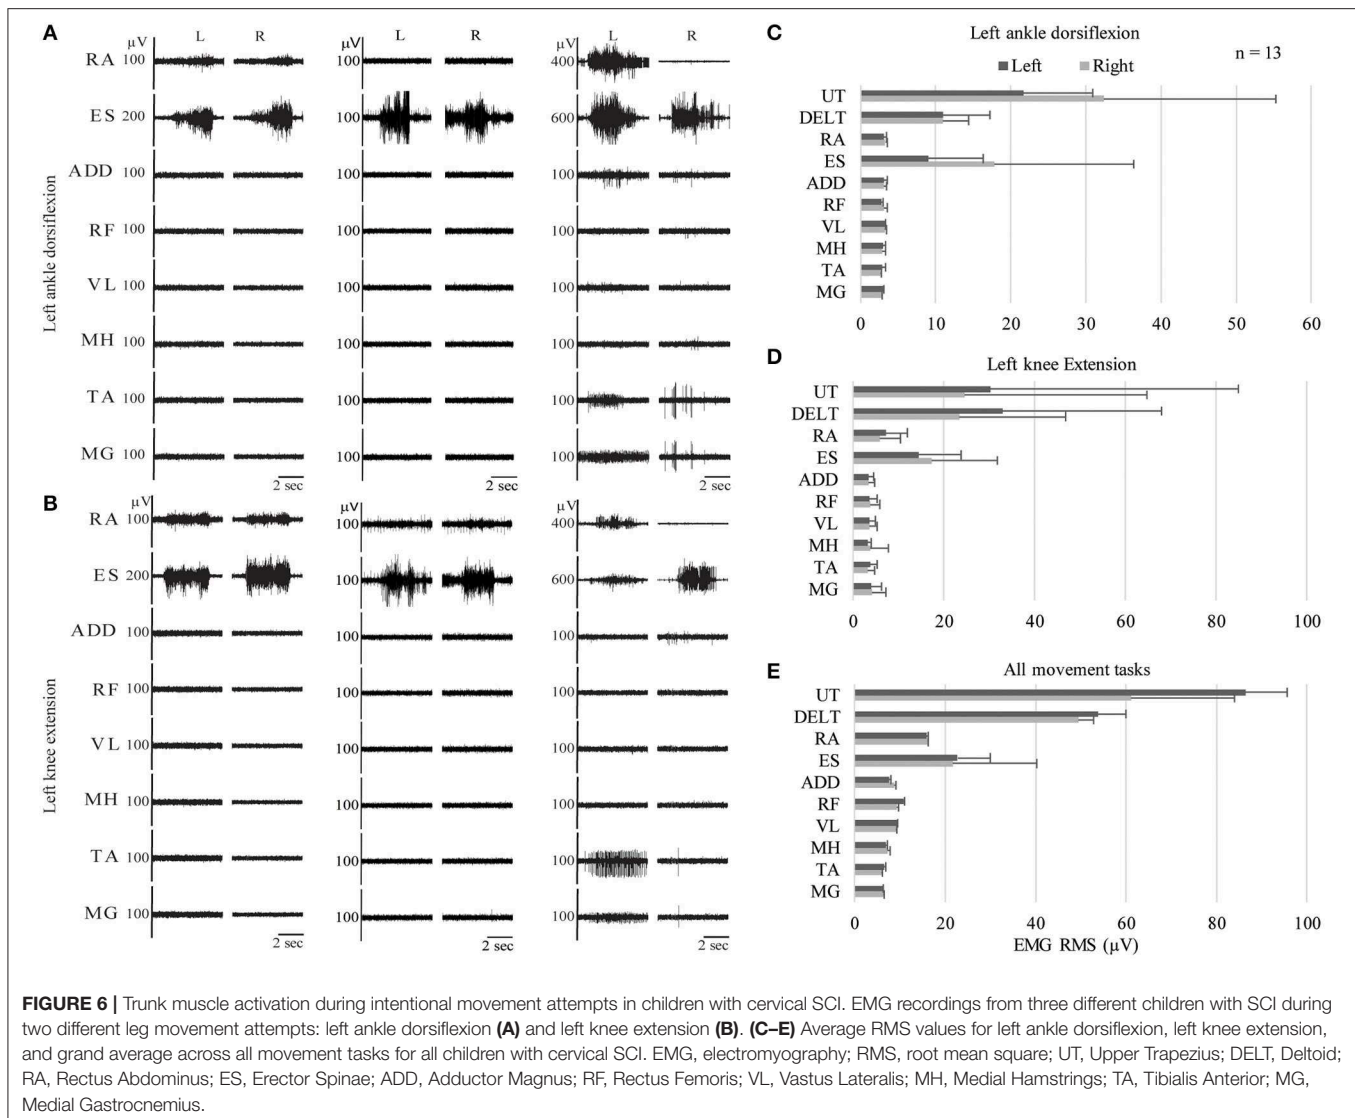 A
L
R
L
R
L
R
μV
μV
μV
RA 100
100
400
ES 200
100
600
ADD 100
100
100
RF 100
100
100
VL 100
100
100
MH 100
100
100
TA 100
100
100
MG 100
100
100
Left ankle dorsiflexion
2 sec
2 sec
2 sec
B
μV
RA 100
100
400
ES 200
100
600
ADD 100
100
100
RF 100
100
100
VL 100
100
100
MH 100
100
100
TA 100
100
100
MG 100
100
100
Left knee extension
2 sec
2 sec
2 sec
C
Left ankle dorsiflexion
n = 13
Left Right
UT
DELT
RA
ES
ADD
RF
VL
MH
TA
MG
0 10 20 30 40 50 60
D
Left knee Extension
UT
DELT
RA
ES
ADD
RF
VL
MH
TA
MG
0 20 40 60 80 100
E
All movement tasks
UT
DELT
RA
ES
ADD
RF
VL
MH
TA
MG
0 20 40 60 80 100
EMG RMS (μV)
FIGURE 6 | Trunk muscle activation during intentional movement attempts in children with cervical SCI. EMG recordings from three different children with SCI during
two different leg movement attempts: left ankle dorsiflexion (A) and left knee extension (B). (C–E) Average RMS values for left ankle dorsiflexion, left knee extension,
and grand average across all movement tasks for all children with cervical SCI. EMG, electromyography; RMS, root mean square; UT, Upper Trapezius; DELT, Deltoid;
RA, Rectus Abdominus; ES, Erector Spinae; ADD, Adductor Magnus; RF, Rectus Femoris; VL, Vastus Lateralis; MH, Medial Hamstrings; TA, Tibialis Anterior; MG,
Medial Gastrocnemius.